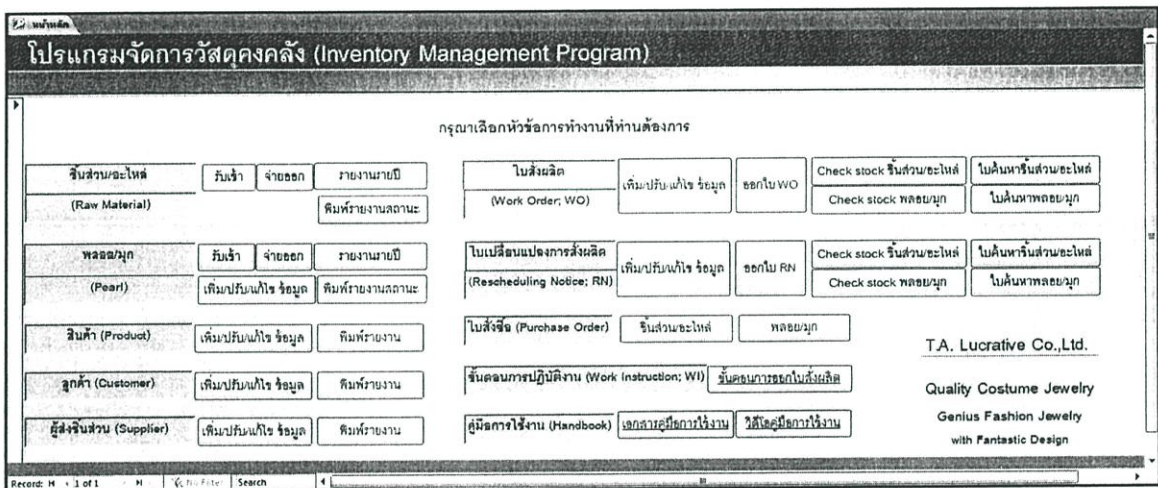 หน้าหลัก
โปรแกรมจัดการวัสดุคงคลัง (Inventory Management Program)
กรุณาเลือกหัวข้อการทำงานที่ท่านต้องการ
ชิ้นส่วน/อะไหล่
(Raw Material)
รับเข้า จ่ายออก รายงานรายปี
พิมพ์รายงานสถานะ
พลอย/มุก
(Pearl)
รับเข้า จ่ายออก รายงานรายปี
เพิ่ม/ปรับ/แก้ไข ข้อมูล พิมพ์รายงานสถานะ
สินค้า (Product) เพิ่ม/ปรับ/แก้ไข ข้อมูล พิมพ์รายงาน
ลูกค้า (Customer) เพิ่ม/ปรับ/แก้ไข ข้อมูล พิมพ์รายงาน
ผู้ส่งชิ้นส่วน (Supplier) เพิ่ม/ปรับ/แก้ไข ข้อมูล พิมพ์รายงาน
ใบสั่งผลิต
(Work Order; WO)
เพิ่ม/ปรับ/แก้ไข ข้อมูล ออกใบ WO
Check stock ชิ้นส่วน/อะไหล่ ใบค้นหาชิ้นส่วน/อะไหล่
Check stock พลอย/มุก ใบค้นหาพลอย/มุก
ใบเปลี่ยนแปลงการสั่งผลิต
(Rescheduling Notice; RN)
เพิ่ม/ปรับ/แก้ไข ข้อมูล ออกใบ RN
Check stock ชิ้นส่วน/อะไหล่ ใบค้นหาชิ้นส่วน/อะไหล่
Check stock พลอย/มุก ใบค้นหาพลอย/มุก
ใบสั่งซื้อ (Purchase Order) ชิ้นส่วน/อะไหล่ พลอย/มุก
ขั้นตอนการปฏิบัติงาน (Work Instruction; WI) ขั้นตอนการออกใบสั่งผลิต
คู่มือการใช้งาน (Handbook) เอกสารคู่มือการใช้งาน วิดีโอคู่มือการใช้งาน
T.A. Lucrative Co.,Ltd.
Quality Costume Jewelry
Genius Fashion Jewelry
with Fantastic Design
Record: 1 of 1 No Filter Search